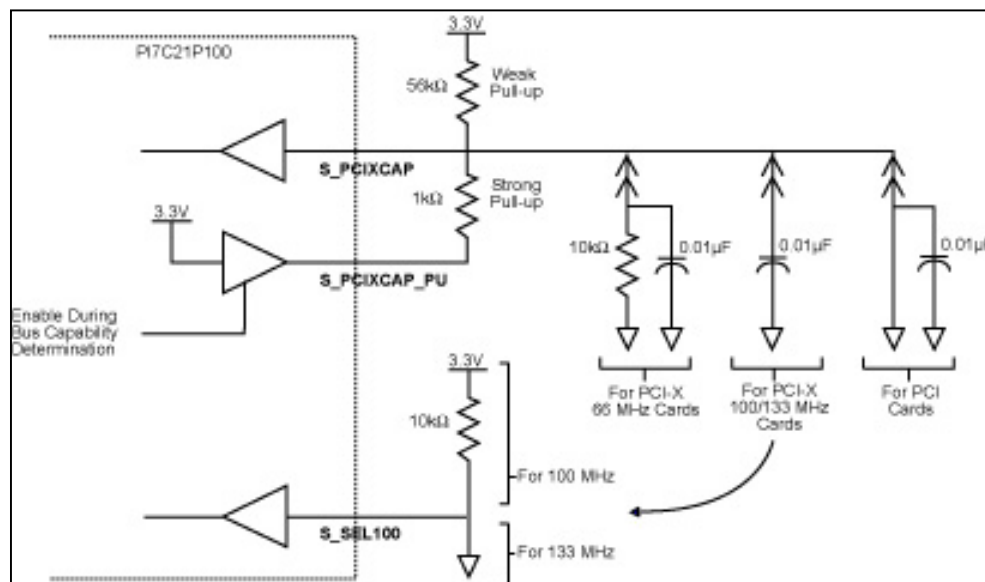 PI7C21P100
3.3V
56kΩ
Weak
Pull-up
S_PCIXCAP
1kΩ
Strong
Pull-up
3.3V
S_PCIXCAP_PU
Enable During
Bus Capability
Determination
10kΩ
0.01µF
0.01µF
0.01µF
For PCI-X
66 MHz Cards
For PCI-X
100/133 MHz
Cards
For PCI
Cards
3.3V
10kΩ
For 100 MHz
S_SEL100
For 133 MHz